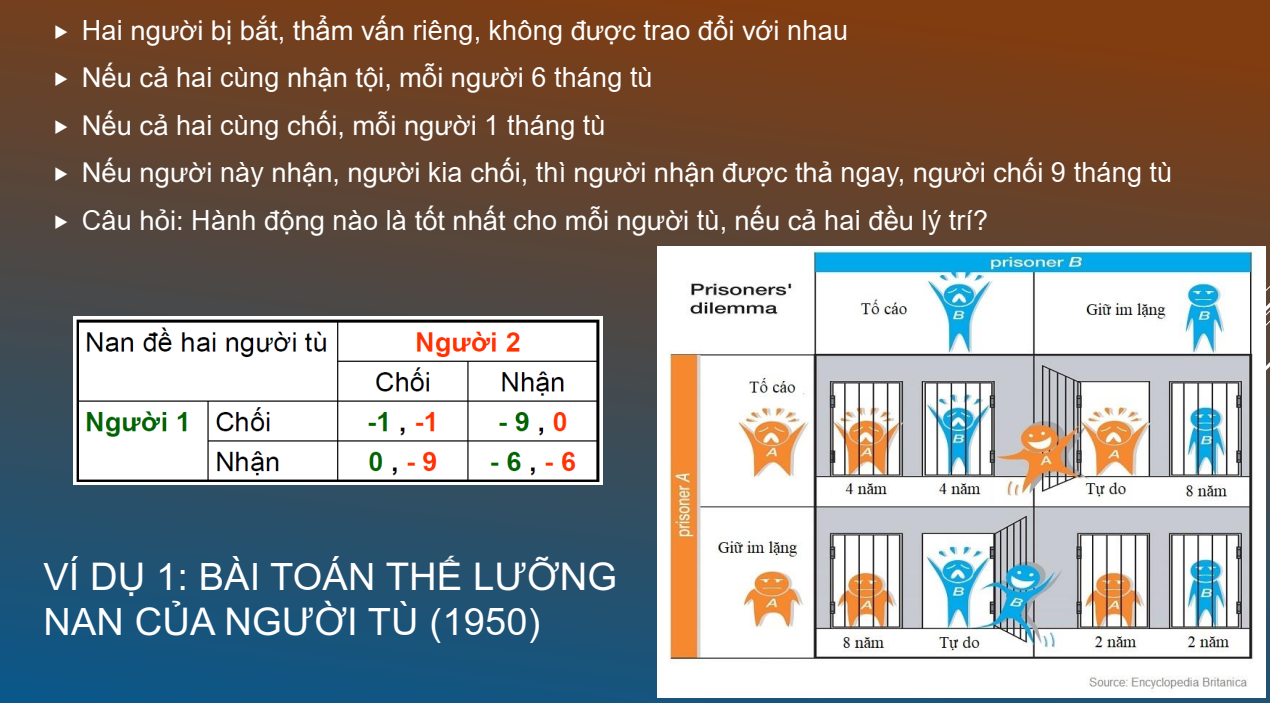 Hai người bị bắt, thẩm vấn riêng, không được trao đổi với nhau
Nếu cả hai cùng nhận tội, mỗi người 6 tháng tù
Nếu cả hai cùng chối, mỗi người 1 tháng tù
Nếu người này nhận, người kia chối, thì người nhận được thả ngay, người chối 9 tháng tù
Câu hỏi: Hành động nào là tốt nhất cho mỗi người tù, nếu cả hai đều lý trí?
Nan đề hai người tù Người 2
Chối Nhận
Người 1 Chối -1 , -1 - 9 , 0
Nhận 0 , - 9 - 6 , - 6
VÍ DỤ 1: BÀI TOÁN THẾ LƯỠNG
NAN CỦA NGƯỜI TÙ (1950)
prisoner B
Prisoners'
dilemma
Tố cáo B Giữ im lặng B
prisoner A
Tố cáo
A
A B A B
4 năm 4 năm Tự do 8 năm
Giữ im lặng
A
A B B A B
8 năm Tự do 2 năm 2 năm
Source: Encyclopedia Britanica